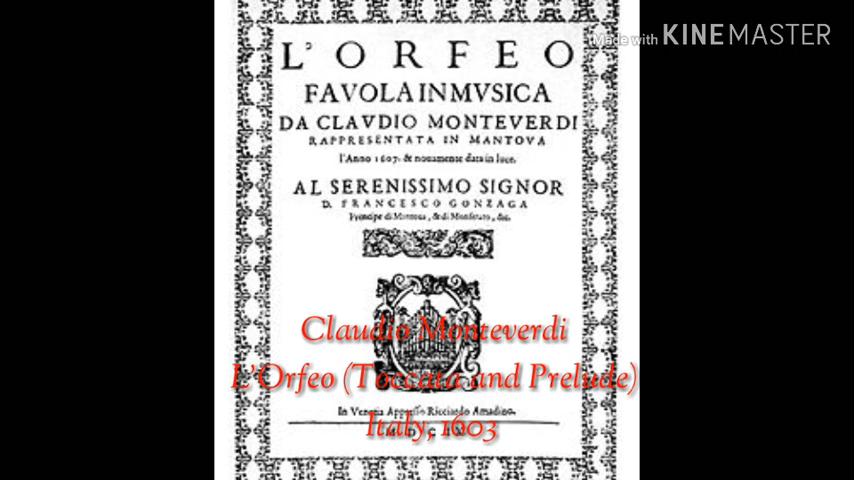 Made with KINEMASTER
L'ORFEO
FAVOLA IN MVSICA
DA CLAVDIO MONTEVERDI
RAPPRESENTATA IN MANTOVA
l'Anno 1607. & nouamente data in luce.
AL SERENISSIMO SIGNOR
D. FRANCESCO GONZAGA
Prencipe di Mantoua, & di Monferato, &c.
Claudio Monteverdi
L'Orfeo (Toccata and Prelude)
In Venetia Appresso Ricciardo Amadino.
Italy, 1603